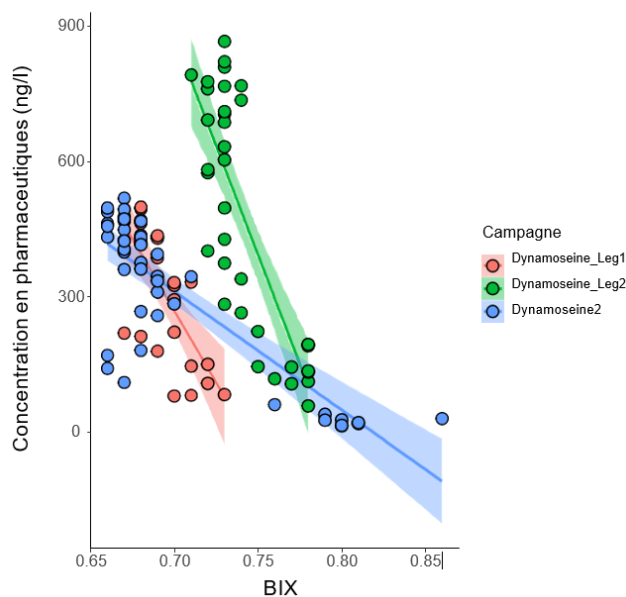 Concentration en pharmaceutiques (ng/l)
900
600
300
0
0.65
0.70
0.75
0.80
0.85
BIX
Campagne
Dynamoseine_Leg1
Dynamoseine_Leg2
Dynamoseine2